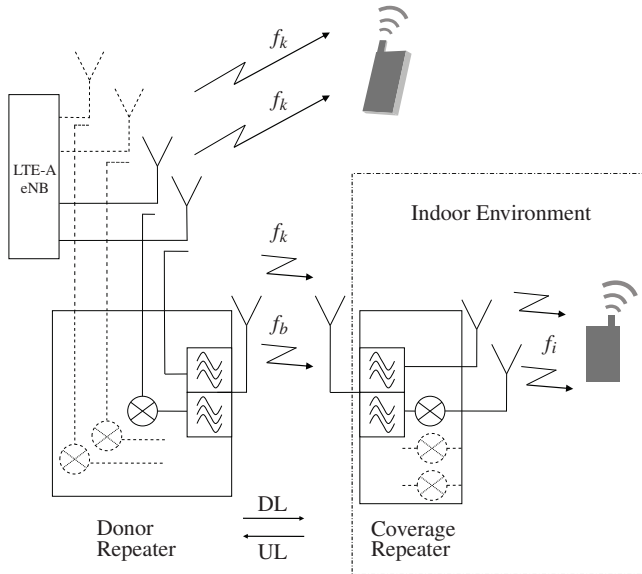 f_k
f_k
LTE-A
eNB
Indoor Environment
f_k
f_b
f_i
DL
UL
Donor
Repeater
Coverage
Repeater